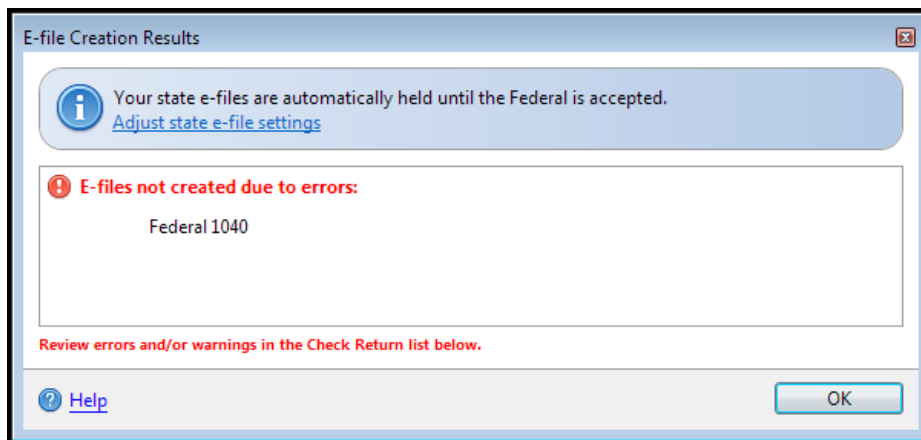 E-file Creation Results
Your state e-files are automatically held until the Federal is accepted.
Adjust state e-file settings
E-files not created due to errors:
Federal 1040
Review errors and/or warnings in the Check Return list below.
Help
OK